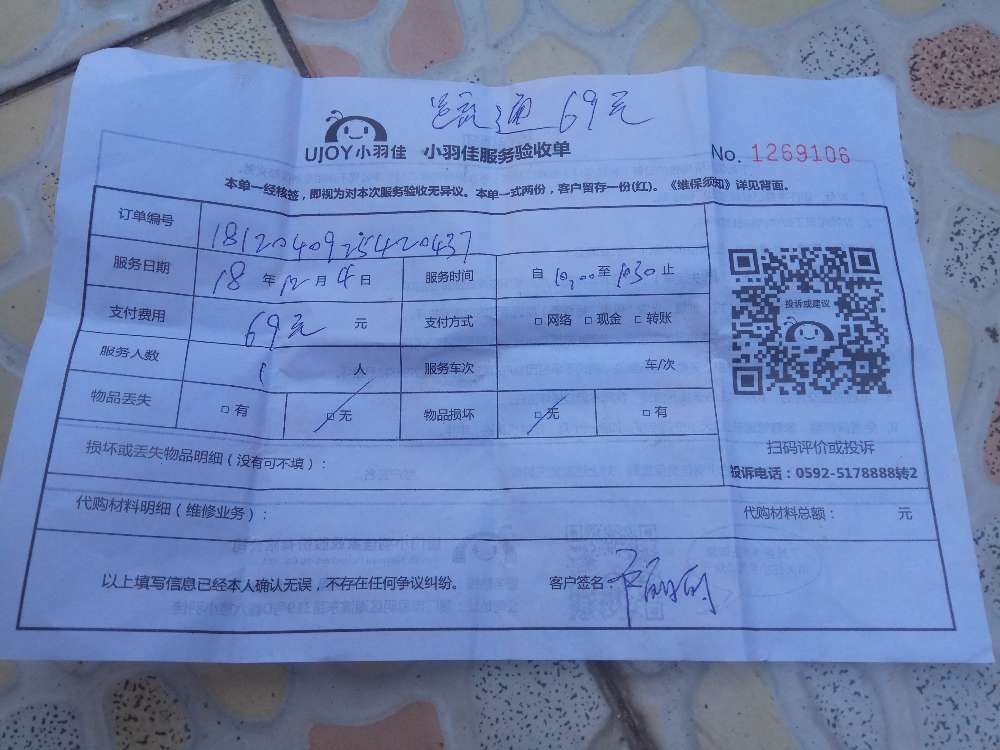 通 69元
UJOY小羽佳 小羽佳服务验收单
No. 1269106
本单一经核签，即视为对本次服务验收无异议。本单一式两份，客户留存一份(红)。《维保须知》详见背面。
订单编号 1812040925420437
服务日期 18 年 12 月 4 日 服务时间 自 10:00 至 10:30 止
投诉或建议
支付费用 69元 元 支付方式 □ 网络 □ 现金 □ 转账
服务人数 1 人 服务车次 车/次
物品丢失 □ 有 □ 无 物品损坏 □ 无 □ 有
扫码评价或投诉
损坏或丢失物品明细（没有可不填）：
投诉电话：0592-5178888转2
代购材料明细（维修业务）： 代购材料总额： 元
以上填写信息已经本人确认无误，不存在任何争议纠纷。 客户签名：